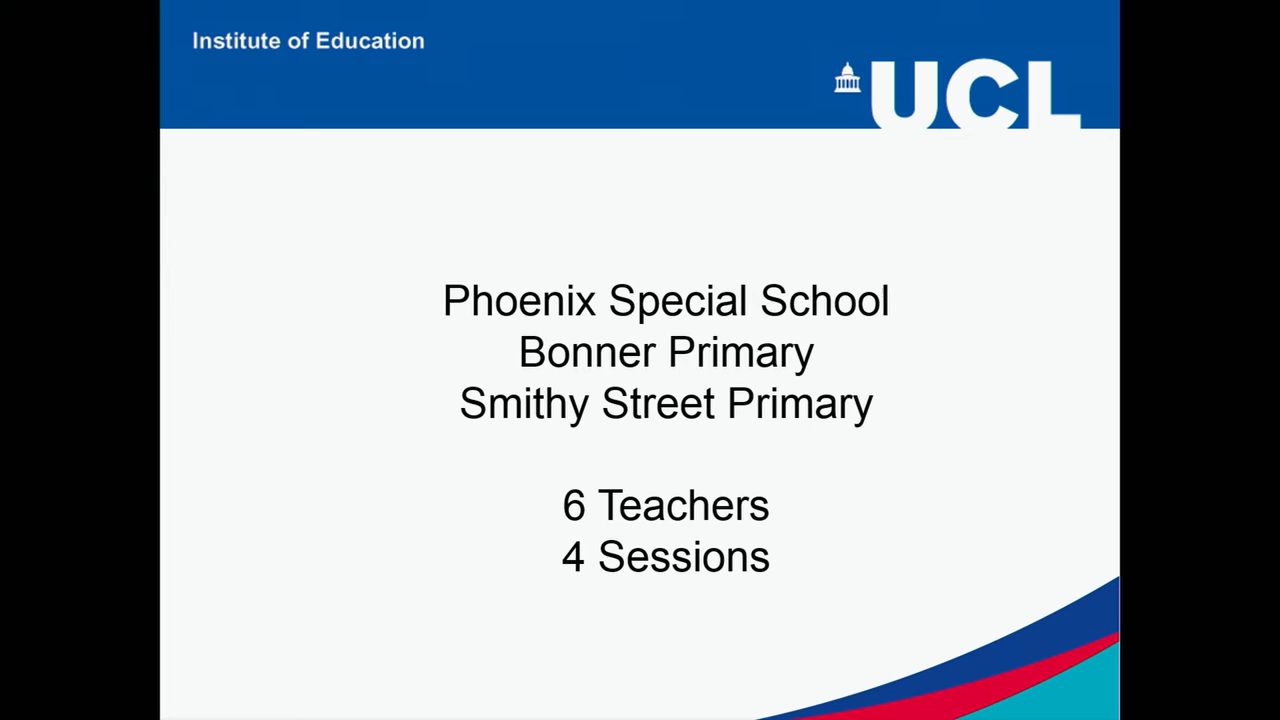 Institute of Education
UCL
Phoenix Special School
Bonner Primary
Smithy Street Primary
6 Teachers
4 Sessions